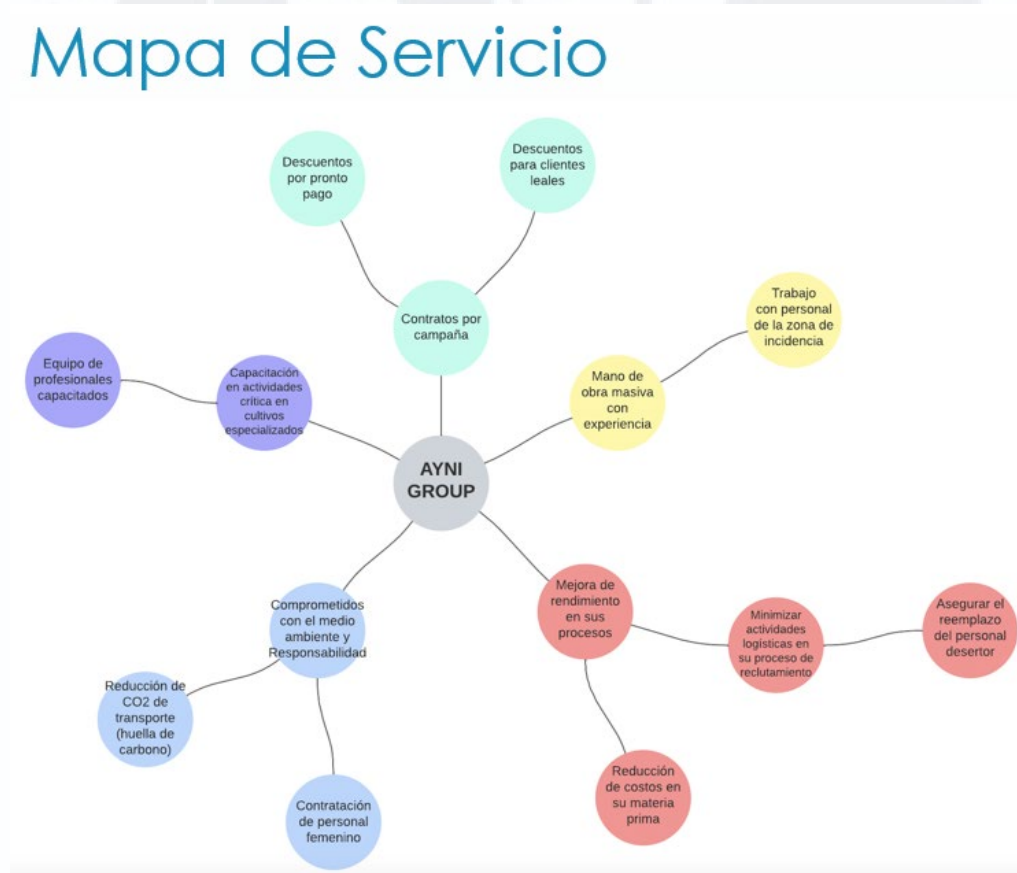 Mapa de Servicio
Descuentos
por pronto
pago
Descuentos
para clientes
leales
Contratos por
campaña
Trabajo
con personal
de la zona de
incidencia
Mano de
obra masiva
con
experiencia
Equipo de
profesionales
capacitados
Capacitación
en actividades
crítica en
cultivos
especializados
AYNI
GROUP
Comprometidos
con el medio
ambiente y
Responsabilidad
Reducción de
CO2 de
transporte
(huella de
carbono)
Contratación
de personal
femenino
Mejora de
rendimiento
en sus
procesos
Minimizar
actividades
logísticas en
su proceso de
reclutamiento
Asegurar el
reemplazo
del personal
desertor
Reducción
de costos en
su materia
prima